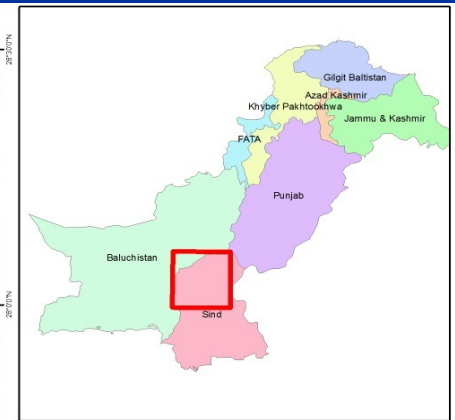 28°30'0"N
Gilgit Baltistan
Azad Kashmir
Khyber Pakhtookhwa
Jammu & Kashmir
FATA
Punjab
Baluchistan
28°0'0"N
Sind